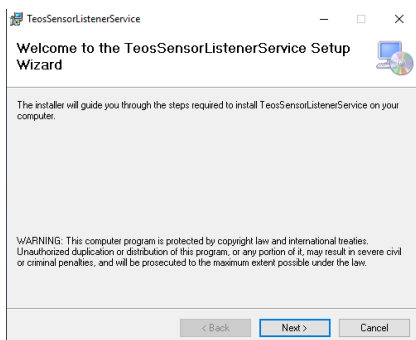 TeosSensorListenerService
Welcome to the TeosSensorListenerService Setup
Wizard
The installer will guide you through the steps required to install TeosSensorListenerService on your
computer.
WARNING: This computer program is protected by copyright law and international treaties.
Unauthorized duplication or distribution of this program, or any portion of it, may result in severe civil
or criminal penalties, and will be prosecuted to the maximum extent possible under the law.
< Back
Next >
Cancel